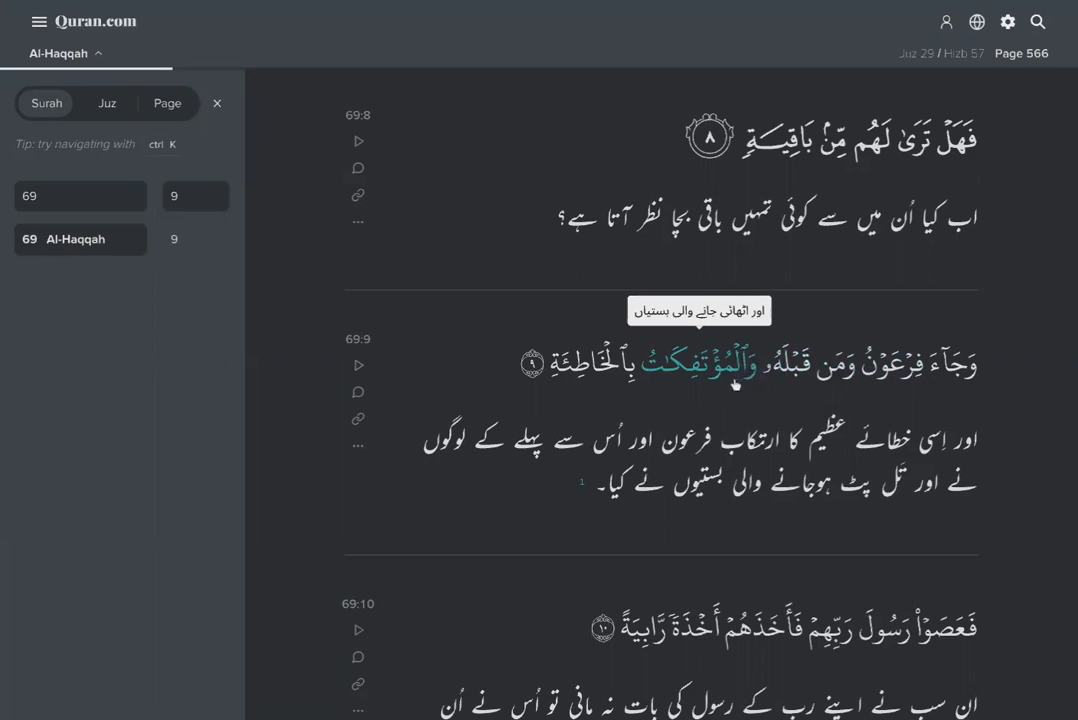 Quran.com
Al-Haqqah
Juz 29 / Hizb 57 Page 566
Surah Juz Page
Tip: try navigating with ctrl K
69 9
69 Al-Haqqah 9
69:8
فَهَلْ تَرَىٰ لَهُم مِّنۢ بَاقِيَةٍ ٨
اب کیا اُن میں سے کوئی تمہیں باقی بچا نظر آتا ہے؟
اور اٹھائی جانے والی بستیاں
69:9
وَجَآءَ فِرْعَوْنُ وَمَن قَبْلَهُۥ وَٱلْمُؤْتَفِكَـٰتُ بِٱلْخَاطِئَةِ ٩
اور اِسی خطائے عظیم کا ارتکاب فرعون اور اُس سے پہلے کے لوگوں
نے اور تَل پٹ ہوجانے والی بستیوں نے کیا۔ 1
69:10
فَعَصَوْا۟ رَسُولَ رَبِّهِمْ فَأَخَذَهُمْ أَخْذَةً رَّابِيَةً ١٠
ان سب نے اپنے رب کے رسول کی بات نہ مانی تو اُس نے اُن